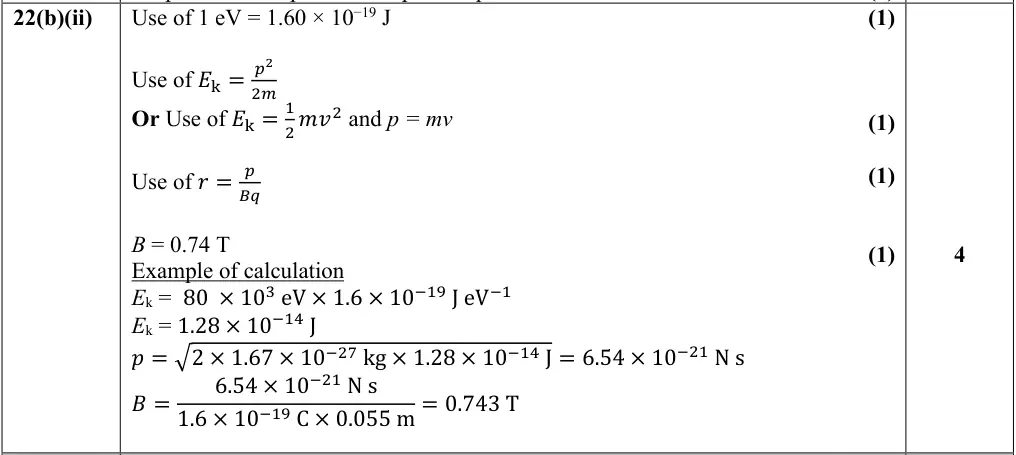 22(b)(ii) Use of 1 eV = 1.60 × 10⁻¹⁹ J (1)
Use of Eₖ = p²/2m
Or Use of Eₖ = 1/2 mv² and p = mv (1)
Use of r = p/Bq (1)
B = 0.74 T (1) 4
Example of calculation
Eₖ = 80 × 10³ eV × 1.6 × 10⁻¹⁹ J eV⁻¹
Eₖ = 1.28 × 10⁻¹⁴ J
p = √(2 × 1.67 × 10⁻²⁷ kg × 1.28 × 10⁻¹⁴ J) = 6.54 × 10⁻²¹ N s
B = 6.54 × 10⁻²¹ N s / 1.6 × 10⁻¹⁹ C × 0.055 m = 0.743 T